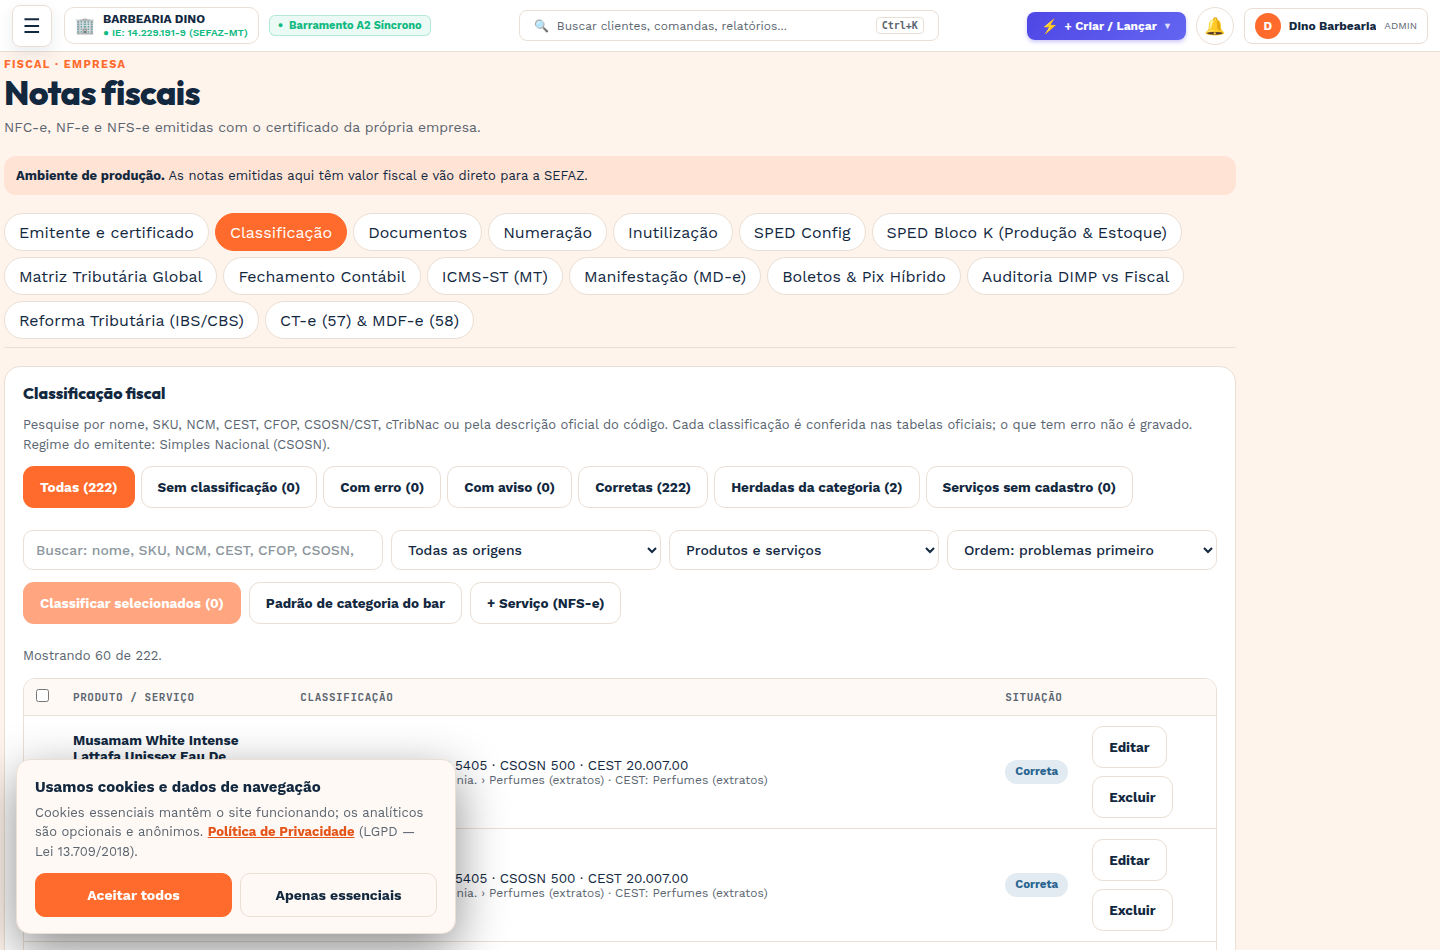 ☰
BARBEARIA DINO
● IE: 14.229.191-9 (SEFAZ-MT)
● Barramento A2 Síncrono
Buscar clientes, comandas, relatórios...
Ctrl+K
+ Criar / Lançar ▼
D
Dino Barbearia ADMIN
FISCAL · EMPRESA
Notas fiscais
NFC-e, NF-e e NFS-e emitidas com o certificado da própria empresa.
Ambiente de produção. As notas emitidas aqui têm valor fiscal e vão direto para a SEFAZ.
Emitente e certificado
Classificação
Documentos
Numeração
Inutilização
SPED Config
SPED Bloco K (Produção & Estoque)
Matriz Tributária Global
Fechamento Contábil
ICMS-ST (MT)
Manifestação (MD-e)
Boletos & Pix Híbrido
Auditoria DIMP vs Fiscal
Reforma Tributária (IBS/CBS)
CT-e (57) & MDF-e (58)
Classificação fiscal
Pesquise por nome, SKU, NCM, CEST, CFOP, CSOSN/CST, cTribNac ou pela descrição oficial do código. Cada classificação é conferida nas tabelas oficiais; o que tem erro não é gravado.
Regime do emitente: Simples Nacional (CSOSN).
Todas (222)
Sem classificação (0)
Com erro (0)
Com aviso (0)
Corretas (222)
Herdadas da categoria (2)
Serviços sem cadastro (0)
Buscar: nome, SKU, NCM, CEST, CFOP, CSOSN,
Todas as origens
Produtos e serviços
Ordem: problemas primeiro
Classificar selecionados (0)
Padrão de categoria do bar
+ Serviço (NFS-e)
Mostrando 60 de 222.
PRODUTO / SERVIÇO
CLASSIFICAÇÃO
SITUAÇÃO
Musamam White Intense
Lattafa Unissex Eau De
5405 · CSOSN 500 · CEST 20.007.00
nia. › Perfumes (extratos) · CEST: Perfumes (extratos)
Correta
Editar
Excluir
5405 · CSOSN 500 · CEST 20.007.00
nia. › Perfumes (extratos) · CEST: Perfumes (extratos)
Correta
Editar
Excluir
Usamos cookies e dados de navegação
Cookies essenciais mantêm o site funcionando; os analíticos
são opcionais e anônimos. Política de Privacidade (LGPD —
Lei 13.709/2018).
Aceitar todos
Apenas essenciais